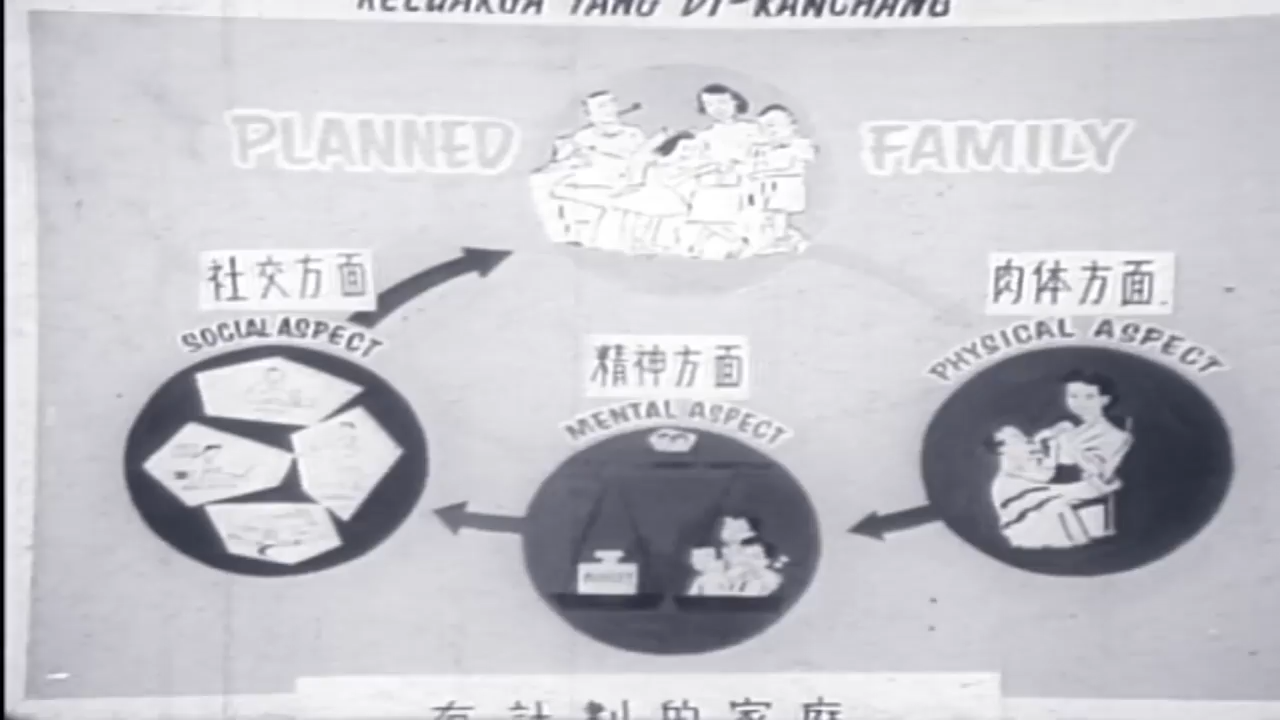 KELUARGA YANG DI-RANCHANG
PLANNED FAMILY
社交方面
SOCIAL ASPECT
肉体方面
PHYSICAL ASPECT
精神方面
MENTAL ASPECT
有計劃的家庭